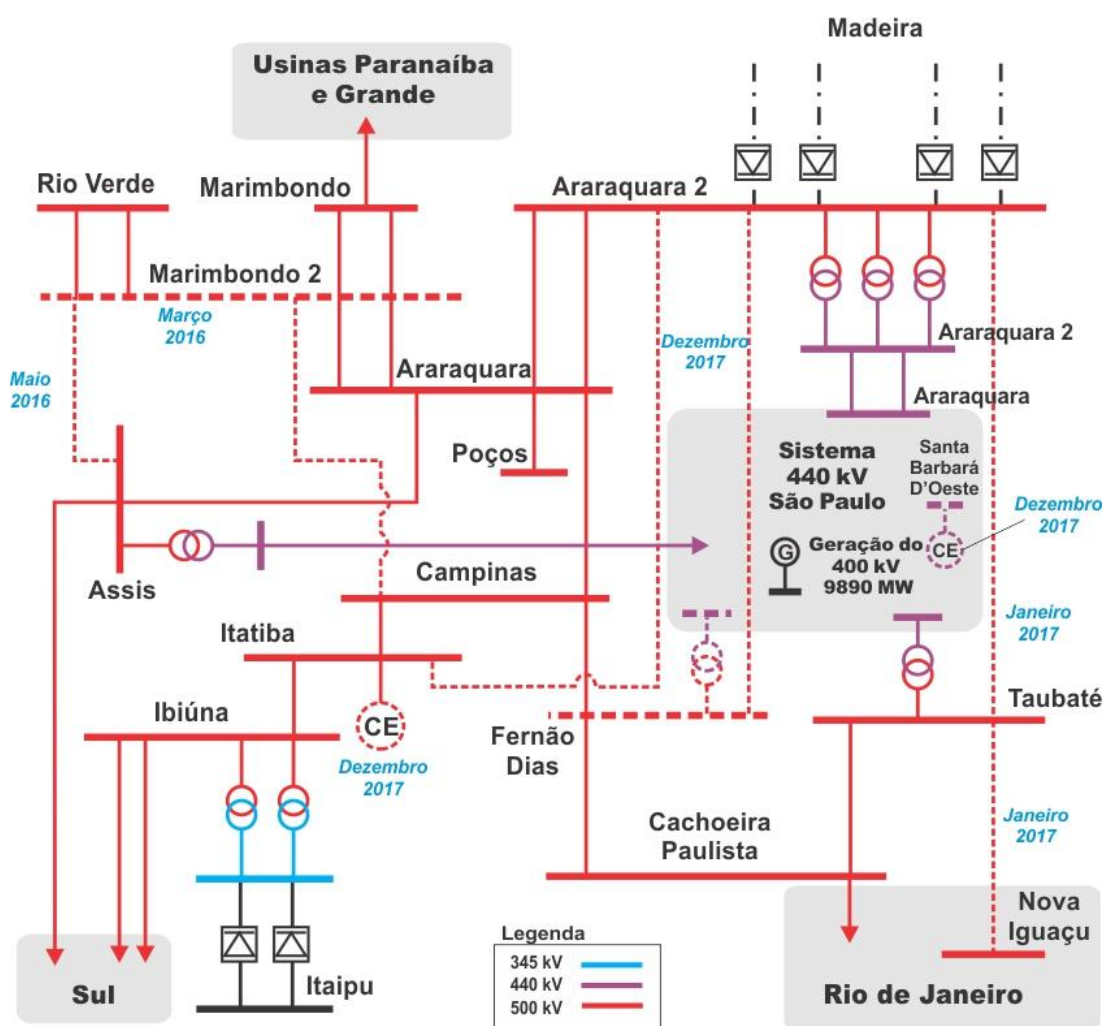 Madeira
Usinas Paranaíba
e Grande
Rio Verde
Marimbondo
Araraquara 2
Marimbondo 2
Março
2016
Dezembro
2017
Araraquara 2
Maio
2016
Araraquara
Araraquara
Poços
Sistema
440 kV
São Paulo
Santa
Barbará
D'Oeste
Dezembro
2017
G
Geração do
400 kV
9890 MW
CE
Assis
Campinas
Janeiro
2017
Itatiba
Ibiúna
CE
Taubaté
Fernão
Dias
Dezembro
2017
Cachoeira
Paulista
Janeiro
2017
Nova
Iguaçu
Legenda
345 kV
440 kV
500 kV
Sul
Itaipu
Rio de Janeiro